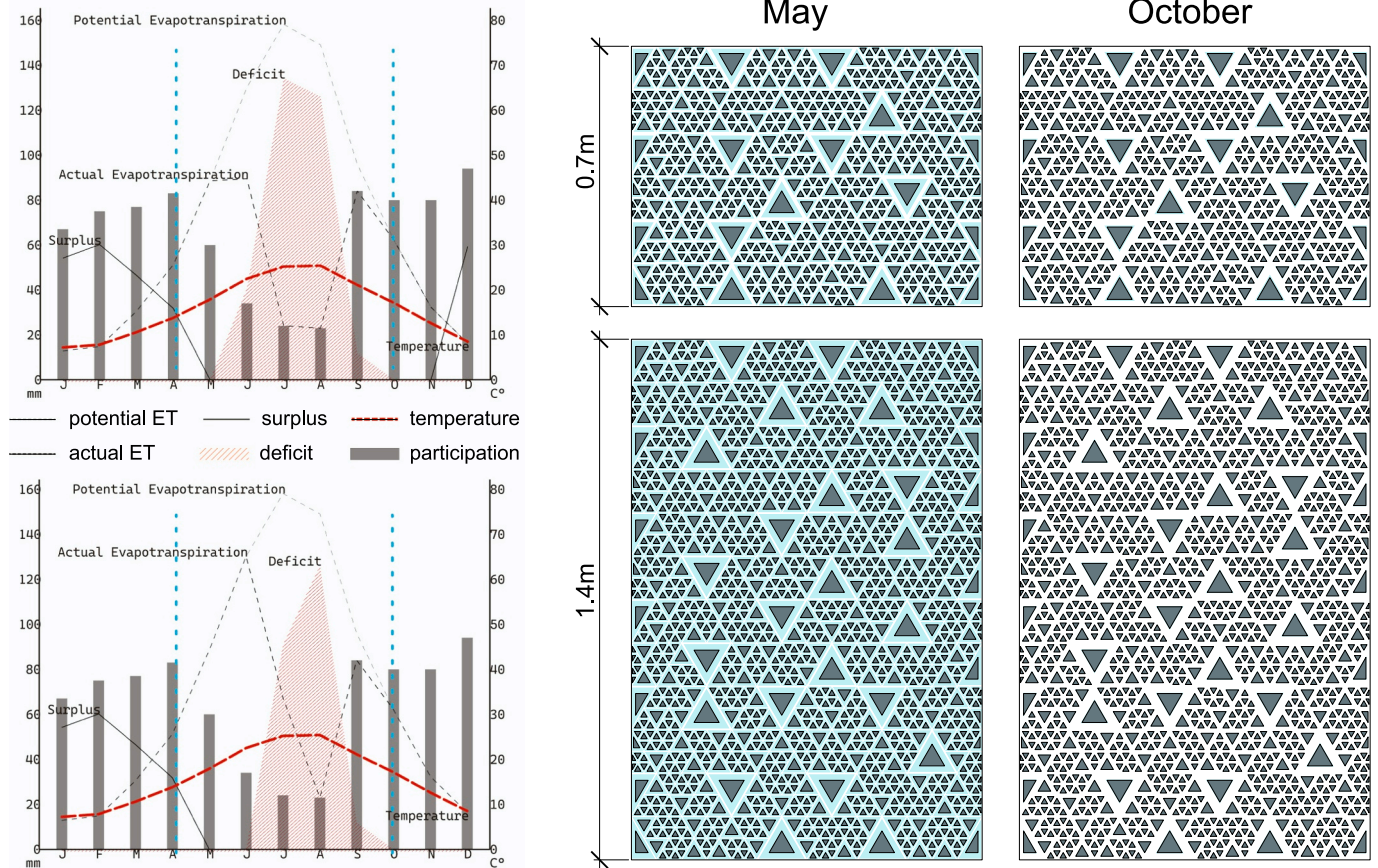 May
October
160
Potential Evapotranspiration
80
140
Deficit
70
120
60
100
50
Actual Evapotranspiration
80
40
Surplus
60
30
40
20
20
10
Temperature
0
J F M A M J J A S O N D
0
mm
C°
potential ET
surplus
temperature
actual ET
deficit
participation
160
Potential Evapotranspiration
80
140
Actual Evapotranspiration
Deficit
70
120
60
100
50
80
40
Surplus
60
30
40
20
20
10
Temperature
0
J F M A M J J A S O N D
0
mm
C°
0.7m
1.4m